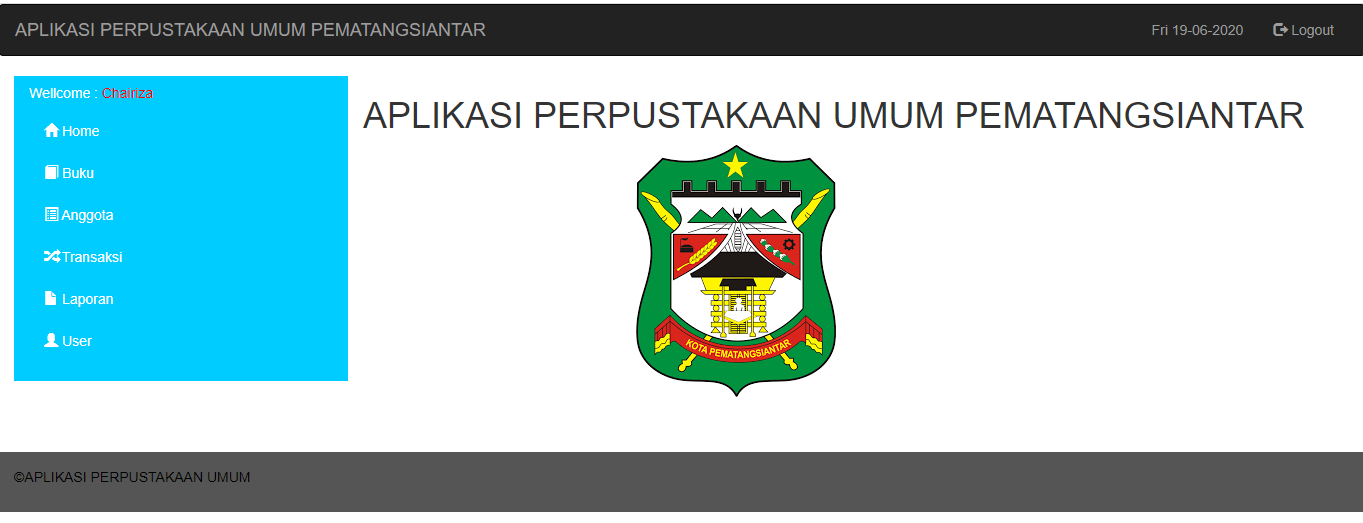 APLIKASI PERPUSTAKAAN UMUM PEMATANGSIANTAR
Fri 19-06-2020
Logout
Wellcome : Chairiza
Home
Buku
Anggota
Transaksi
Laporan
User
APLIKASI PERPUSTAKAAN UMUM PEMATANGSIANTAR
KOTA PEMATANGSIANTAR
©APLIKASI PERPUSTAKAAN UMUM